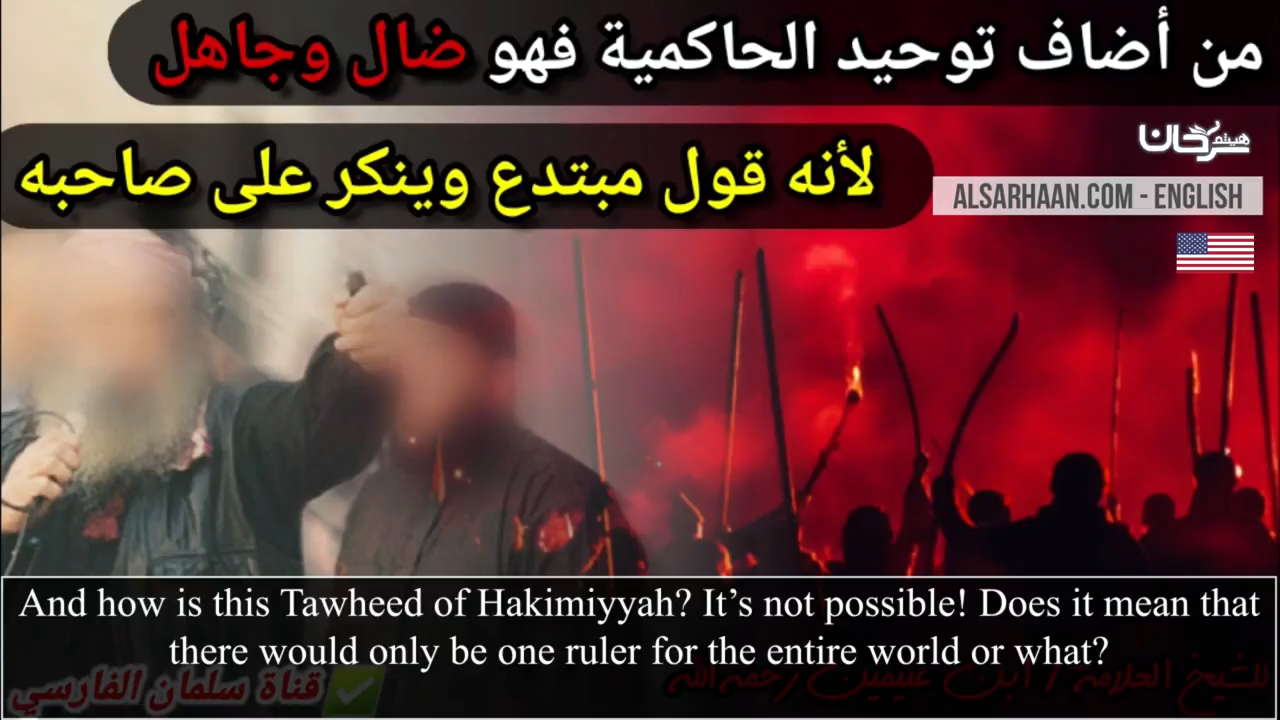 من أضاف توحيد الحاكمية فهو ضال وجاهل
لأنه قول مبتدع وينكر على صاحبه
هيثم سرحان
ALSARHAAN.COM - ENGLISH
And how is this Tawheed of Hakimiyyah? It’s not possible! Does it mean that
there would only be one ruler for the entire world or what?
للشيخ العلامة / ابن عثيمين رحمه الله
قناة سلمان الفارسي